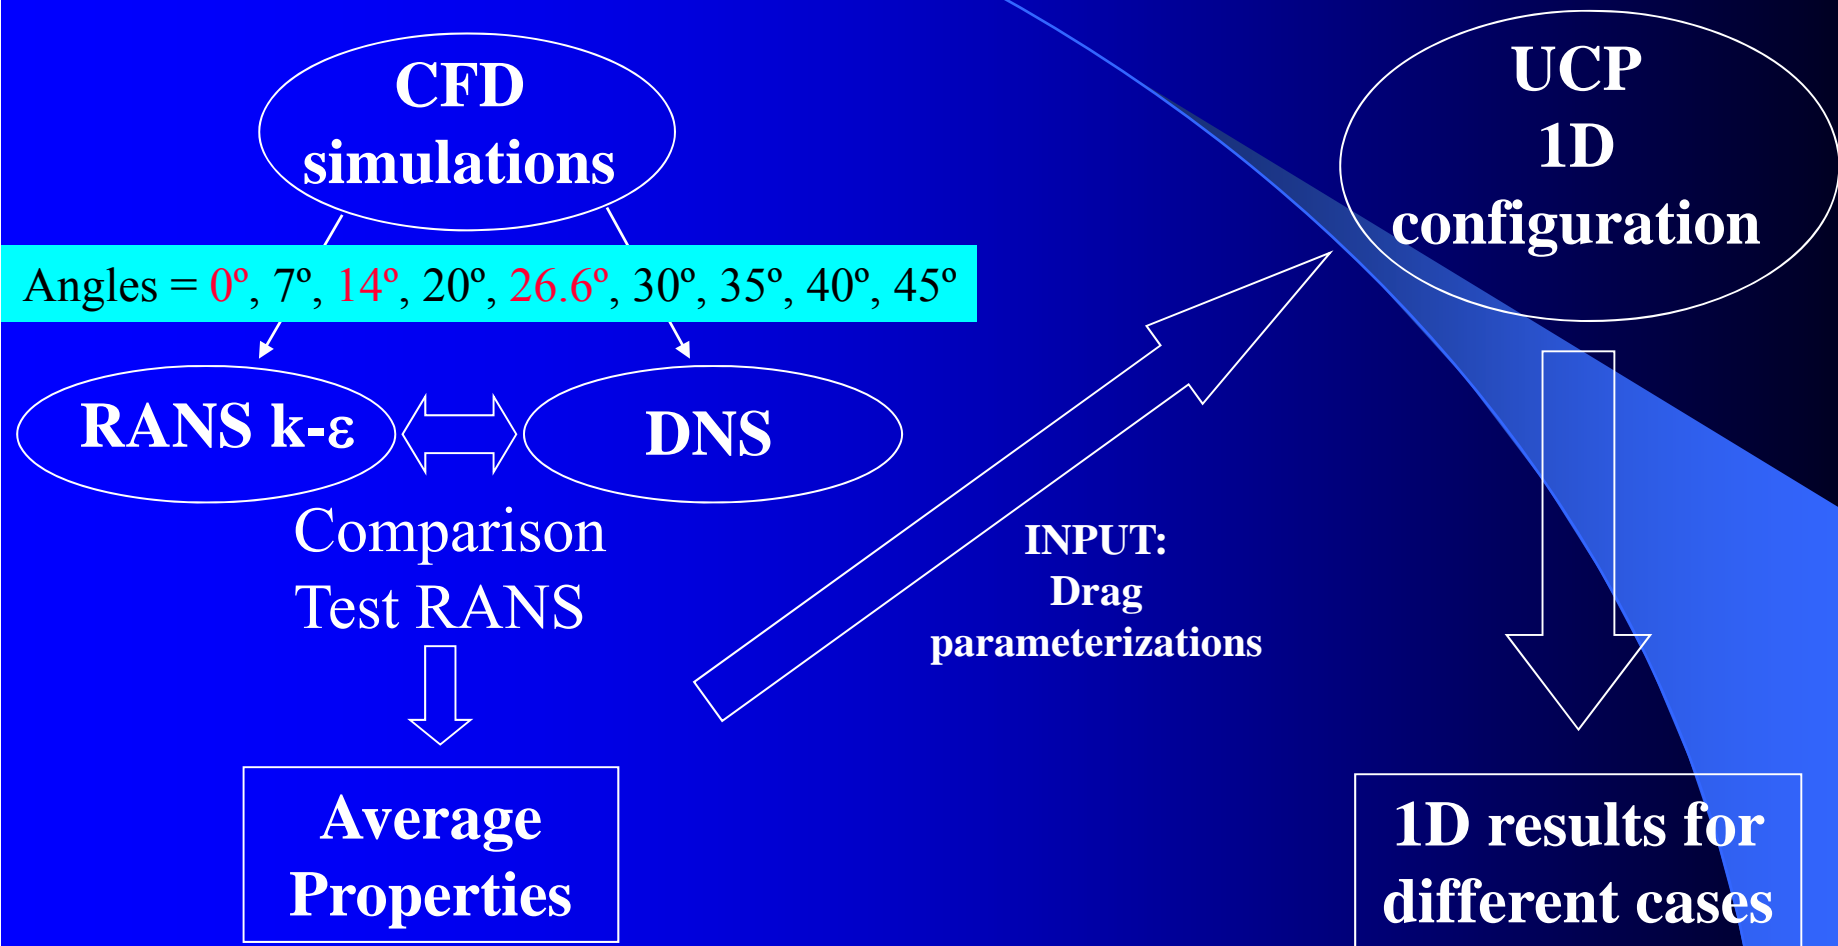 CFD
simulations
Angles = 0º, 7º, 14º, 20º, 26.6º, 30º, 35º, 40º, 45º
RANS k-ε
DNS
Comparison
Test RANS
Average
Properties
INPUT:
Drag
parameterizations
UCP
1D
configuration
1D results for
different cases